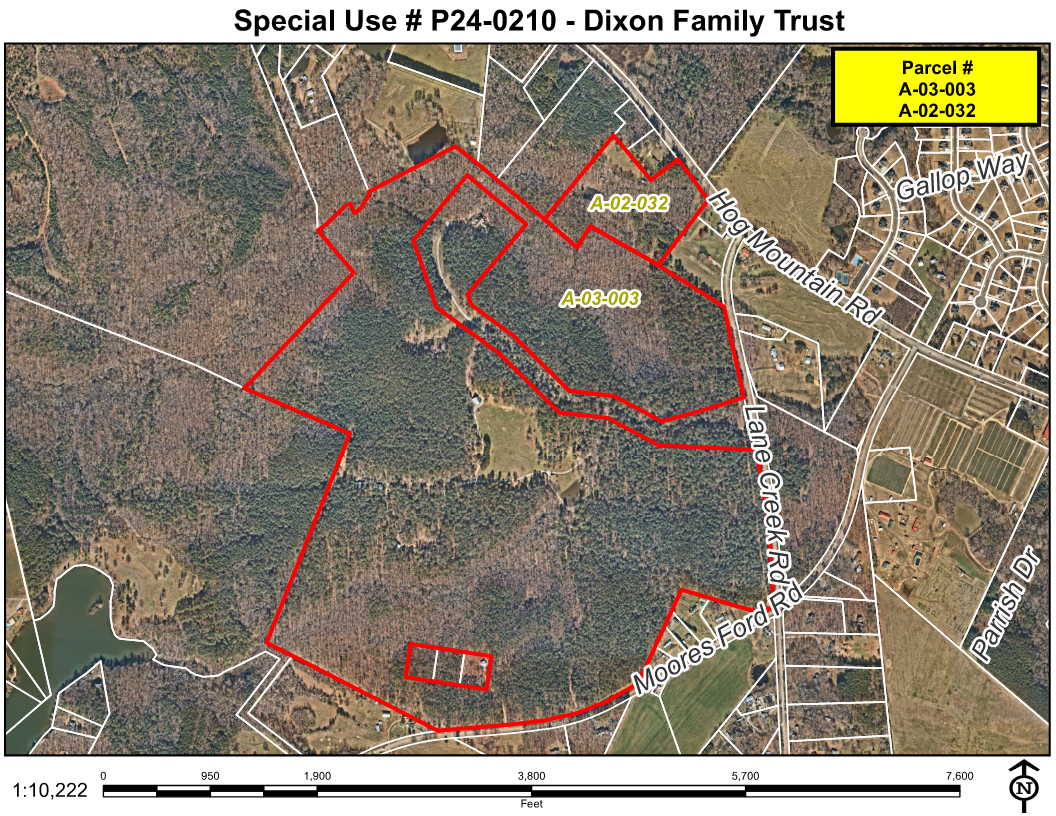 Special Use # P24-0210 - Dixon Family Trust
Parcel #
A-03-003
A-02-032
Gallop Way
A-02-032
Hog Mountain Rd
A-03-003
Lane Creek Rd
Parrish Dr
Moores Ford Rd
1:10,222
0 950 1,900 3,800 5,700 7,600
Feet
N